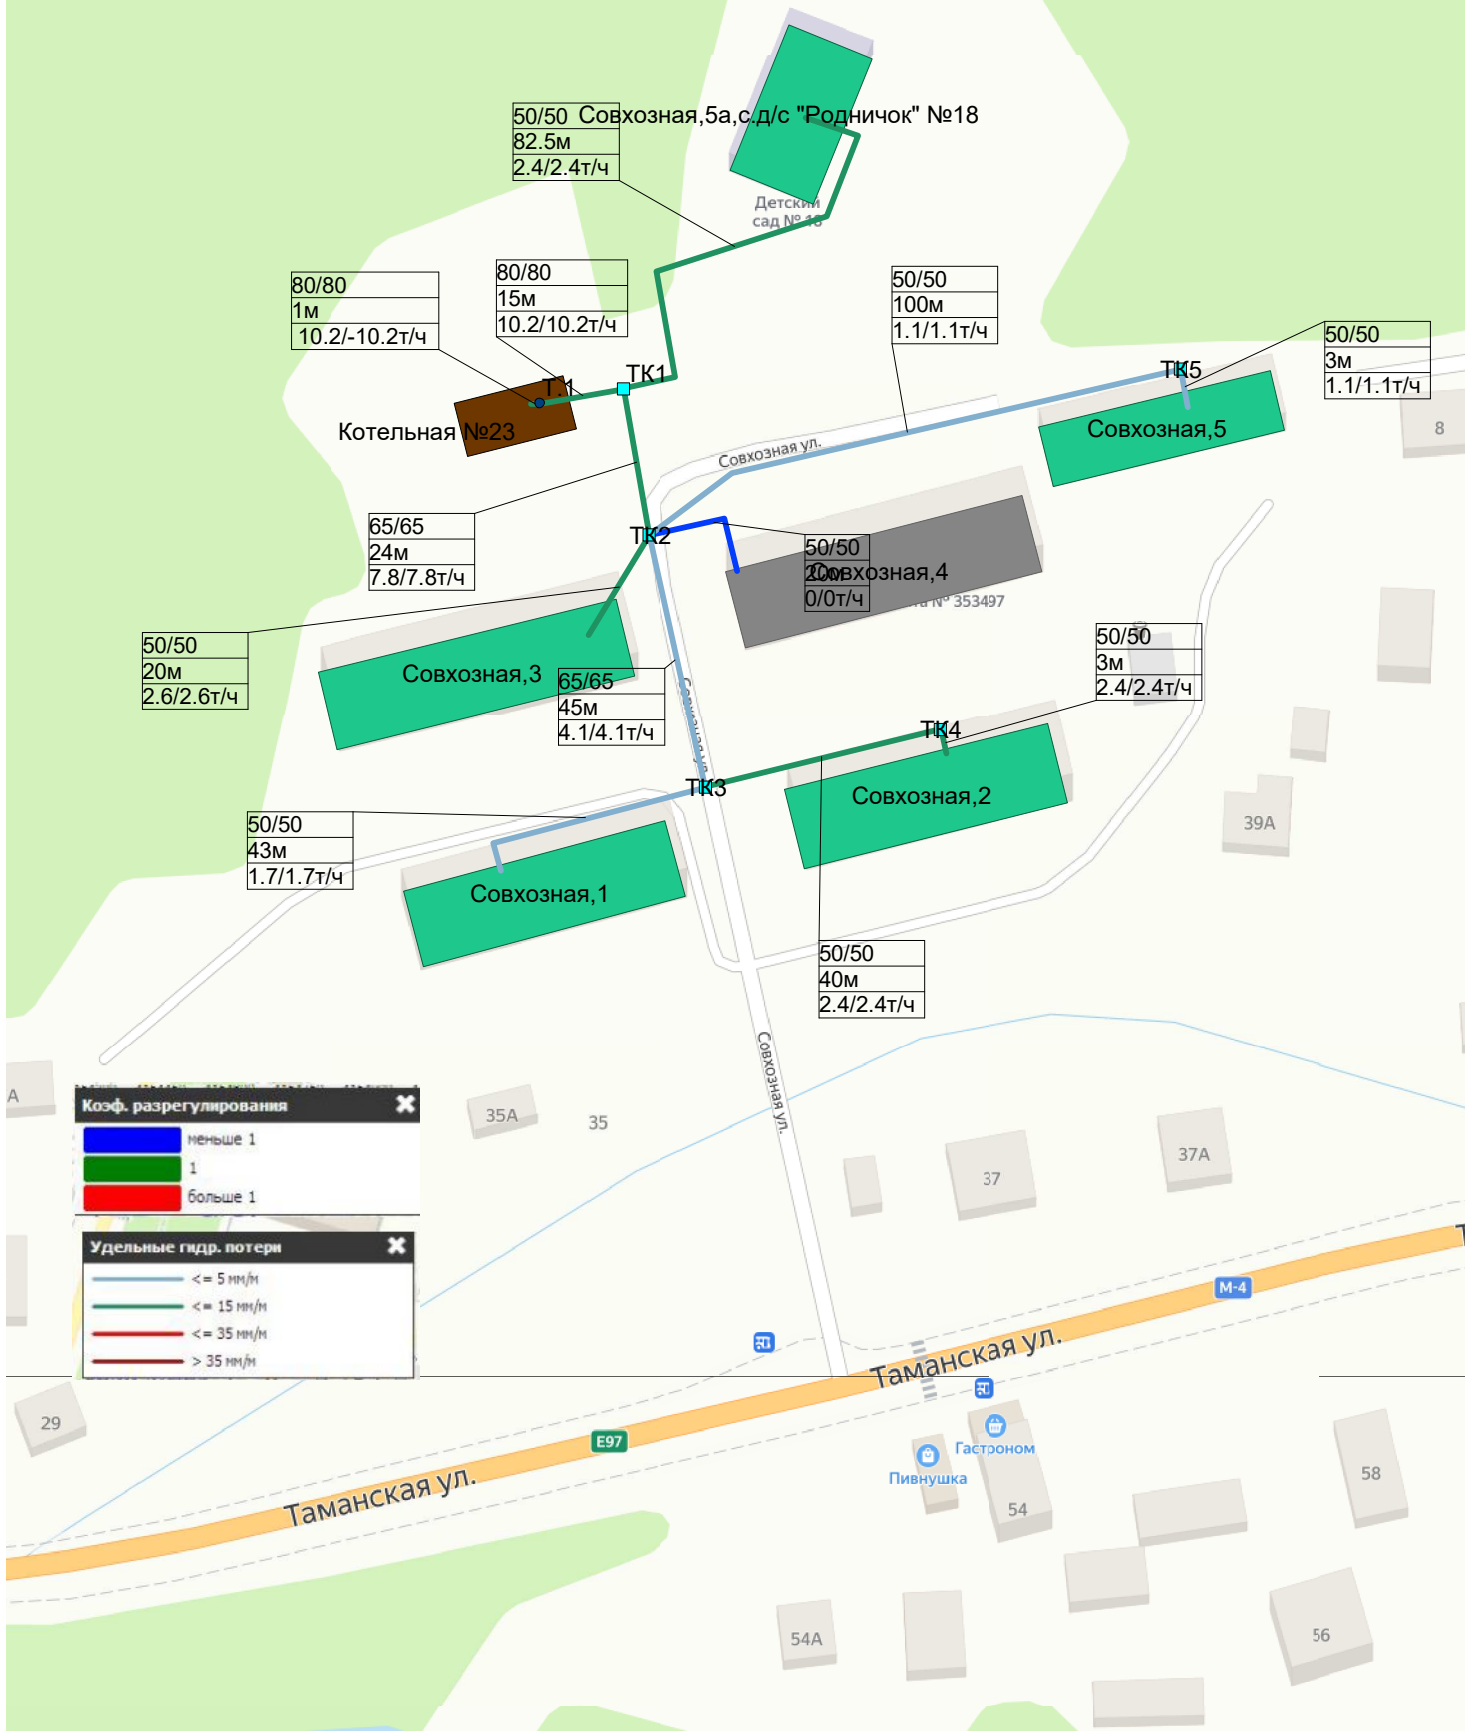 50/50
82.5м
2.4/2.4т/ч
Совхозная,5а,с.д/с "Родничок" №18
Детский
сад № 18
80/80
1м
10.2/-10.2т/ч
80/80
15м
10.2/10.2т/ч
50/50
100м
1.1/1.1т/ч
50/50
3м
1.1/1.1т/ч
Т.1
ТК1
ТК5
Котельная №23
Совхозная,5
8
Совхозная ул.
65/65
24м
7.8/7.8т/ч
ТК2
50/50
20м
0/0т/ч
Совхозная,4
№ 353497
50/50
20м
2.6/2.6т/ч
Совхозная,3
65/65
45м
4.1/4.1т/ч
Совхозная ул.
50/50
3м
2.4/2.4т/ч
ТК4
ТК3
Совхозная,2
39А
50/50
43м
1.7/1.7т/ч
Совхозная,1
50/50
40м
2.4/2.4т/ч
Совхозная ул.
А
Коэф. разрегулирования
меньше 1
1
больше 1
35А
35
37
37А
Удельные гидр. потери
<= 5 мм/м
<= 15 мм/м
<= 35 мм/м
> 35 мм/м
М-4
Т
Таманская ул.
29
Е97
Гастроном
Пивнушка
54
58
Таманская ул.
54А
56